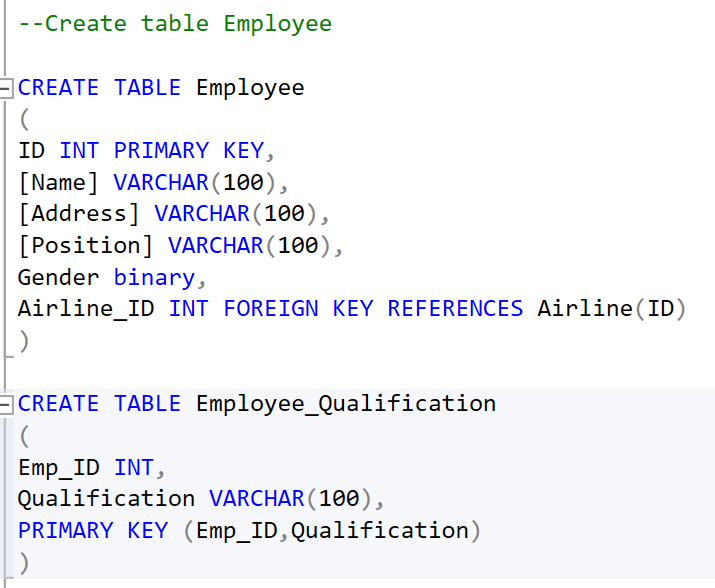 --Create table Employee
CREATE TABLE Employee
(
ID INT PRIMARY KEY,
[Name] VARCHAR(100),
[Address] VARCHAR(100),
[Position] VARCHAR(100),
Gender binary,
Airline_ID INT FOREIGN KEY REFERENCES Airline(ID)
)
CREATE TABLE Employee_Qualification
(
Emp_ID INT,
Qualification VARCHAR(100),
PRIMARY KEY (Emp_ID,Qualification)
)